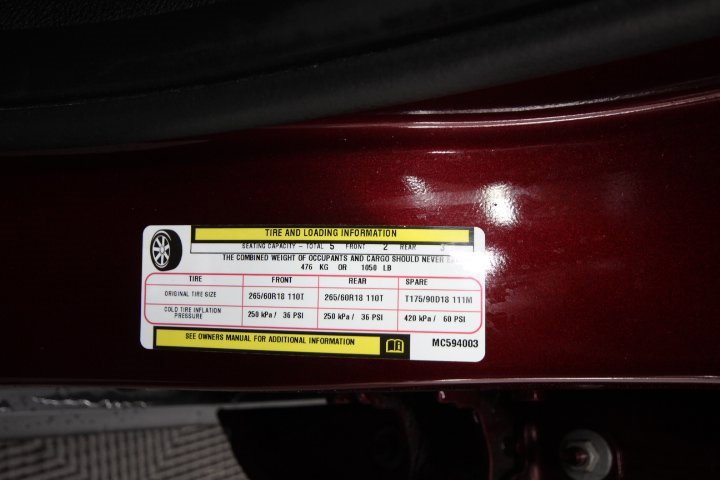 TIRE AND LOADING INFORMATION
SEATING CAPACITY - TOTAL 5 FRONT 2 REAR 3
THE COMBINED WEIGHT OF OCCUPANTS AND CARGO SHOULD NEVER
476 KG OR 1050 LB
TIRE FRONT REAR SPARE
ORIGINAL TIRE SIZE 265/60R18 110T 265/60R18 110T T175/90D18 111M
COLD TIRE INFLATION PRESSURE 250 kPa / 36 PSI 250 kPa / 36 PSI 420 kPa / 60 PSI
SEE OWNERS MANUAL FOR ADDITIONAL INFORMATION
MC594003